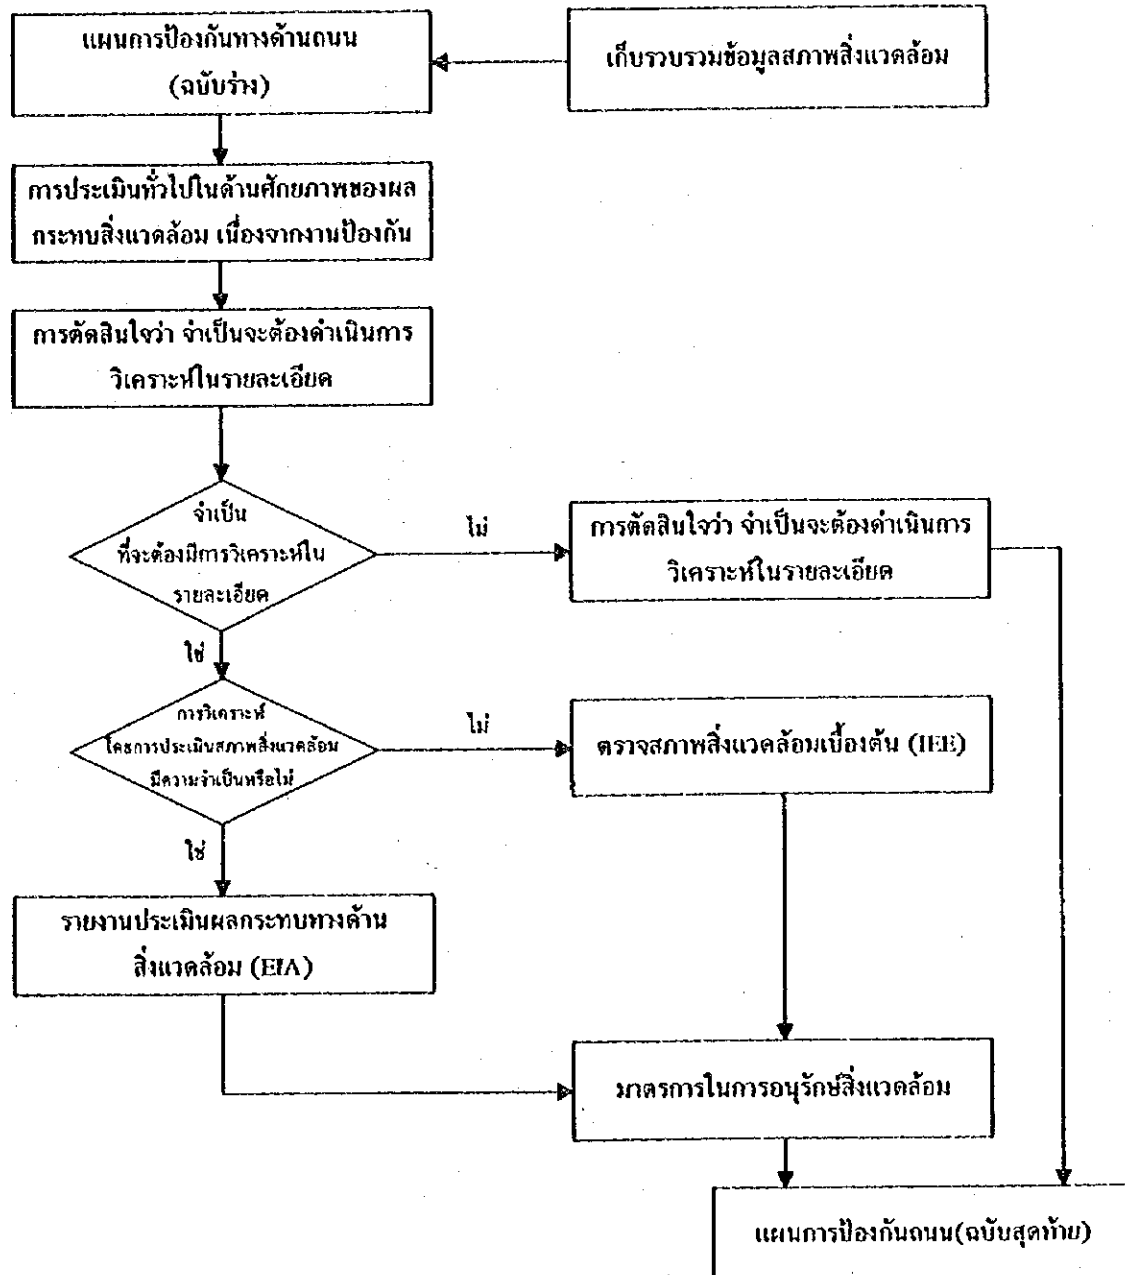 แผนการป้องกันทางด้านถนน
(ฉบับร่าง)
เก็บรวบรวมข้อมูลสภาพสิ่งแวดล้อม
การประเมินทั่วไปในด้านศักยภาพของผล
กระทบสิ่งแวดล้อม เนื่องจากงานป้องกัน
การตัดสินใจว่า จำเป็นจะต้องดำเนินการ
วิเคราะห์ในรายละเอียด
จำเป็น
ที่จะต้องมีการวิเคราะห์ใน
รายละเอียด
ไม่
การตัดสินใจว่า จำเป็นจะต้องดำเนินการ
วิเคราะห์ในรายละเอียด
ใช่
การวิเคราะห์
โดยการประเมินสภาพสิ่งแวดล้อม
มีความจำเป็นหรือไม่
ไม่
ตรวจสภาพสิ่งแวดล้อมเบื้องต้น (IEE)
ใช่
รายงานประเมินผลกระทบทางด้าน
สิ่งแวดล้อม (EIA)
มาตรการในการอนุรักษ์สิ่งแวดล้อม
แผนการป้องกันถนน(ฉบับสุดท้าย)